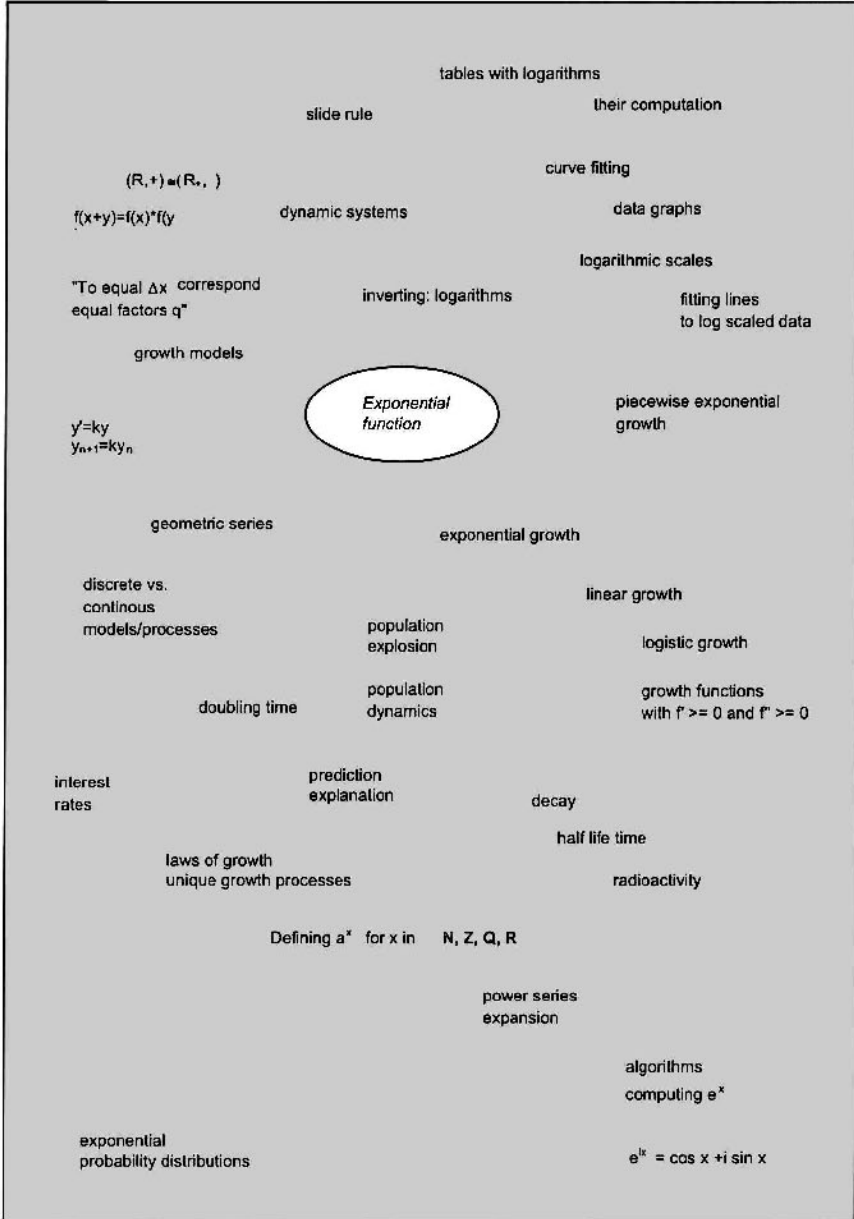 tables with logarithms
slide rule
their computation
curve fitting
(R,+) ≅ (R₊, )
f(x+y)=f(x)*f(y
dynamic systems
data graphs
logarithmic scales
"To equal Δx correspond
equal factors q"
inverting: logarithms
fitting lines
to log scaled data
growth models
Exponential
function
piecewise exponential
growth
y'=ky
yₙ₊₁=kyₙ
geometric series
exponential growth
discrete vs.
continous
models/processes
linear growth
population
explosion
logistic growth
doubling time
population
dynamics
growth functions
with f' >= 0 and f'' >= 0
interest
rates
prediction
explanation
decay
half life time
laws of growth
unique growth processes
radioactivity
Defining aˣ for x in N, Z, Q, R
power series
expansion
algorithms
computing eˣ
exponential
probability distributions
eⁱˣ = cos x +i sin x